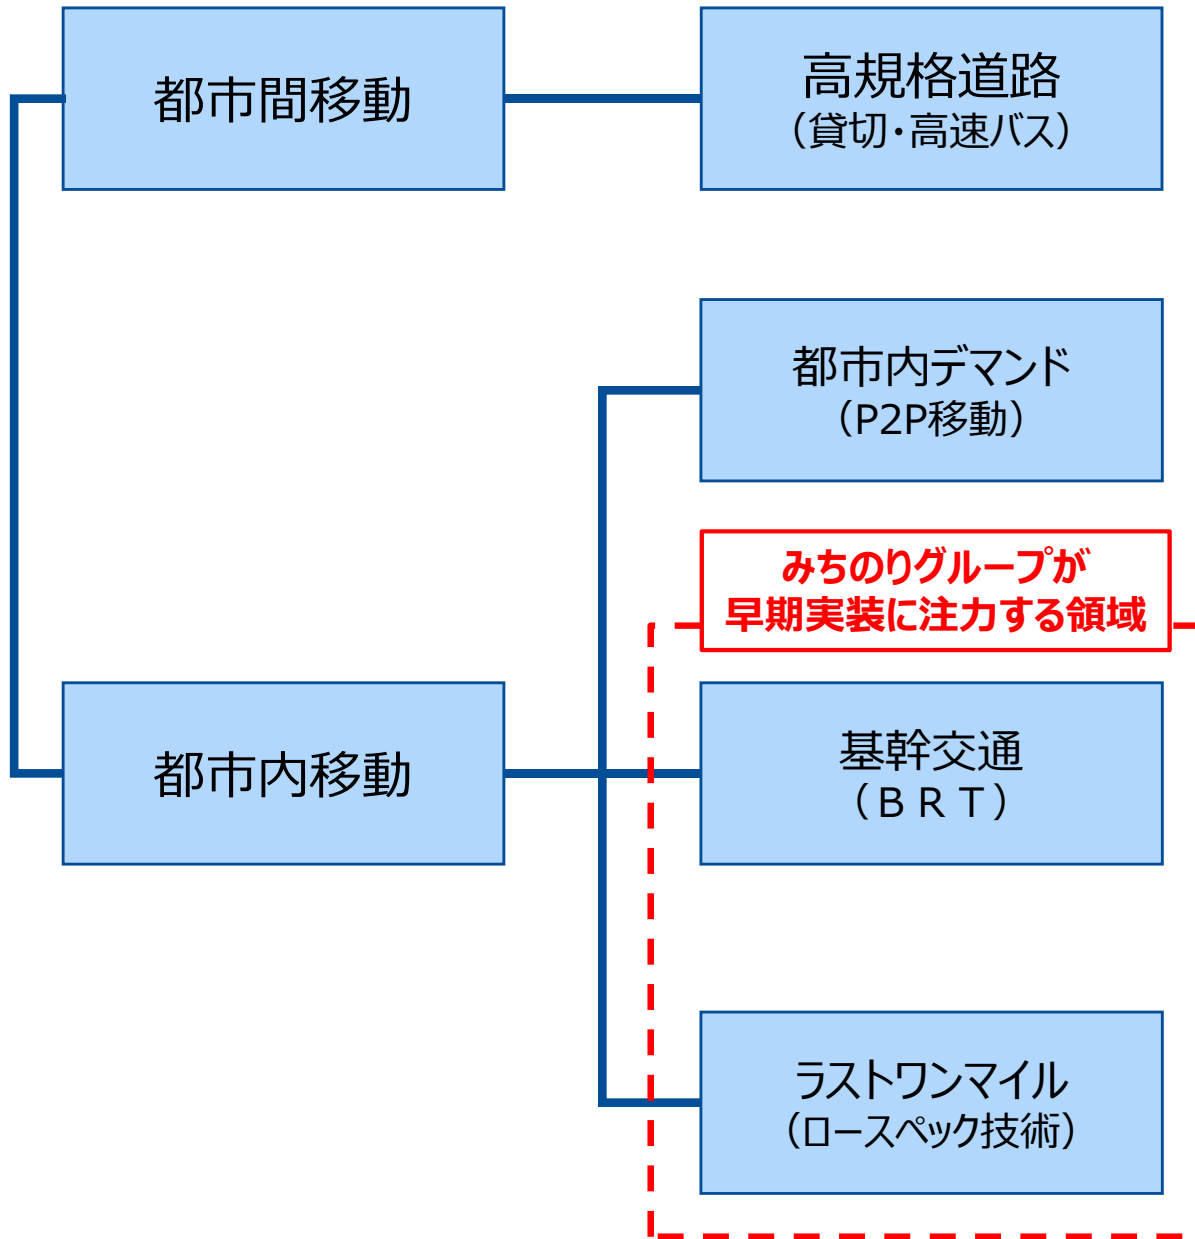 都市間移動
高規格道路
（貸切・高速バス）
都市内デマンド
（P2P移動）
みちのりグループが
早期実装に注力する領域
都市内移動
基幹交通
（ＢＲＴ）
ラストワンマイル
（ロースペック技術）